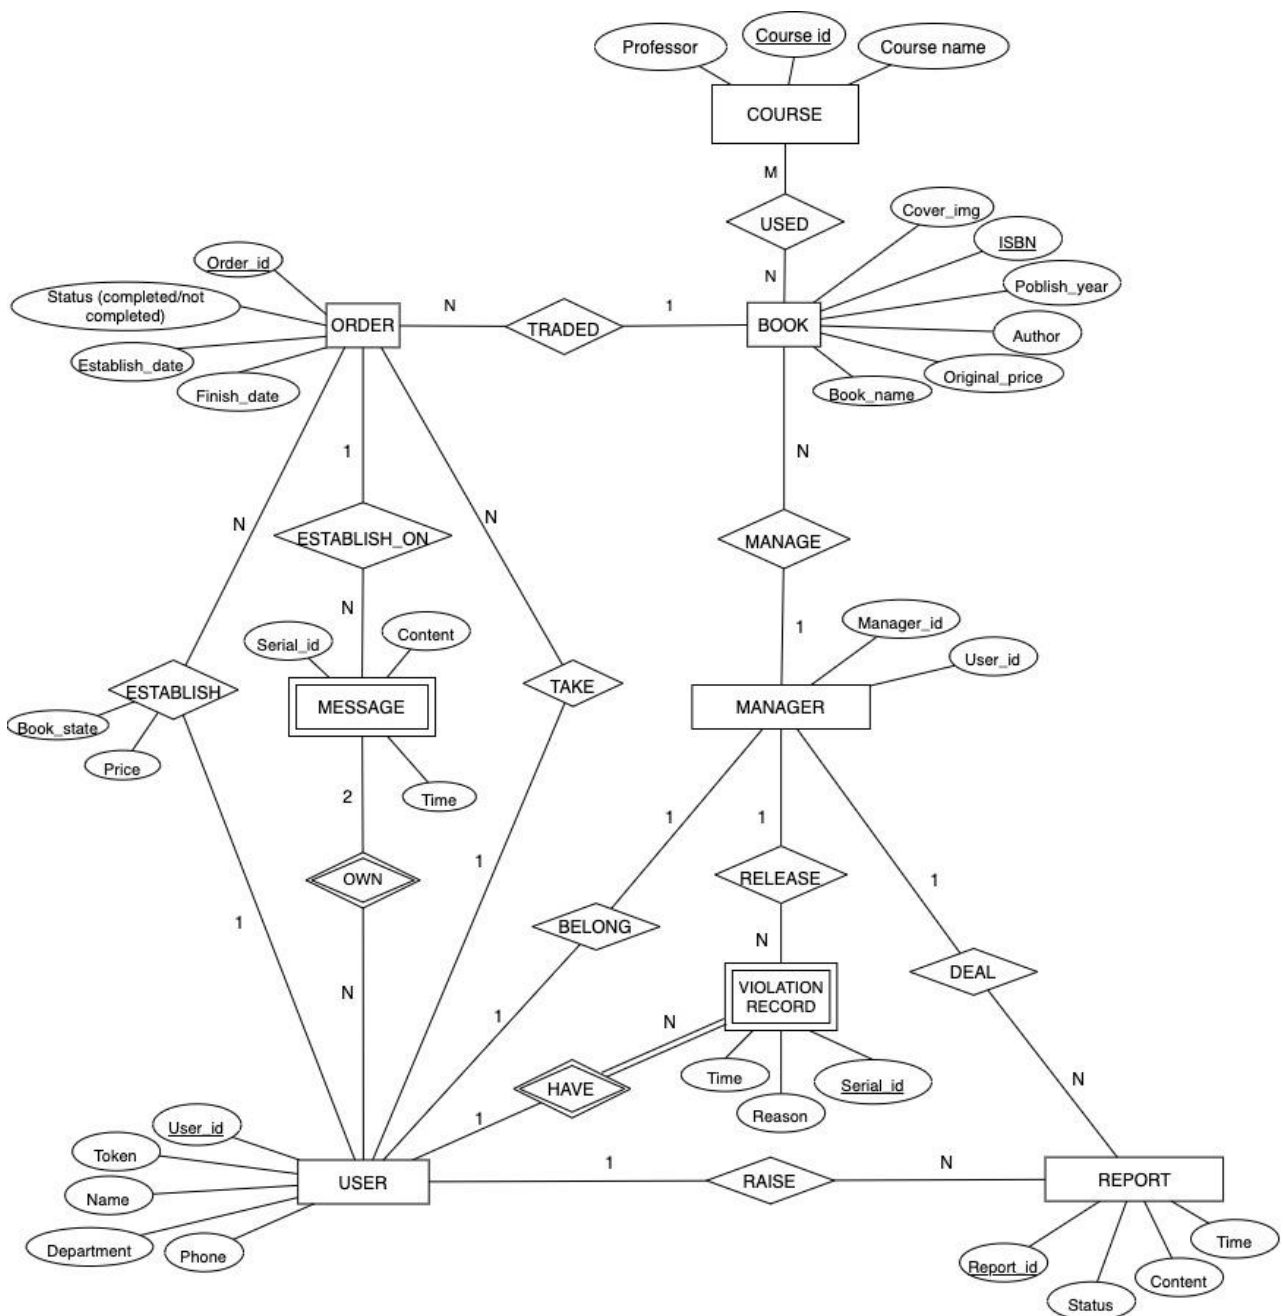 Course id
Professor
Course name
COURSE
M
USED
Cover_img
ISBN
N
Order_id
Poblish_year
Status (completed/not
completed)
N
1
ORDER
TRADED
BOOK
Author
Establish_date
Original_price
Finish_date
Book_name
1
N
N
N
ESTABLISH_ON
MANAGE
N
Manager_id
1
Serial_id
Content
User_id
ESTABLISH
TAKE
MESSAGE
MANAGER
Book_state
Price
Time
2
1
1
1
1
OWN
RELEASE
1
BELONG
N
DEAL
N
VIOLATION
RECORD
1
N
Time
Serial_id
N
HAVE
Reason
1
User_id
Token
1
N
USER
RAISE
REPORT
Name
Department
Phone
Time
Report_id
Content
Status